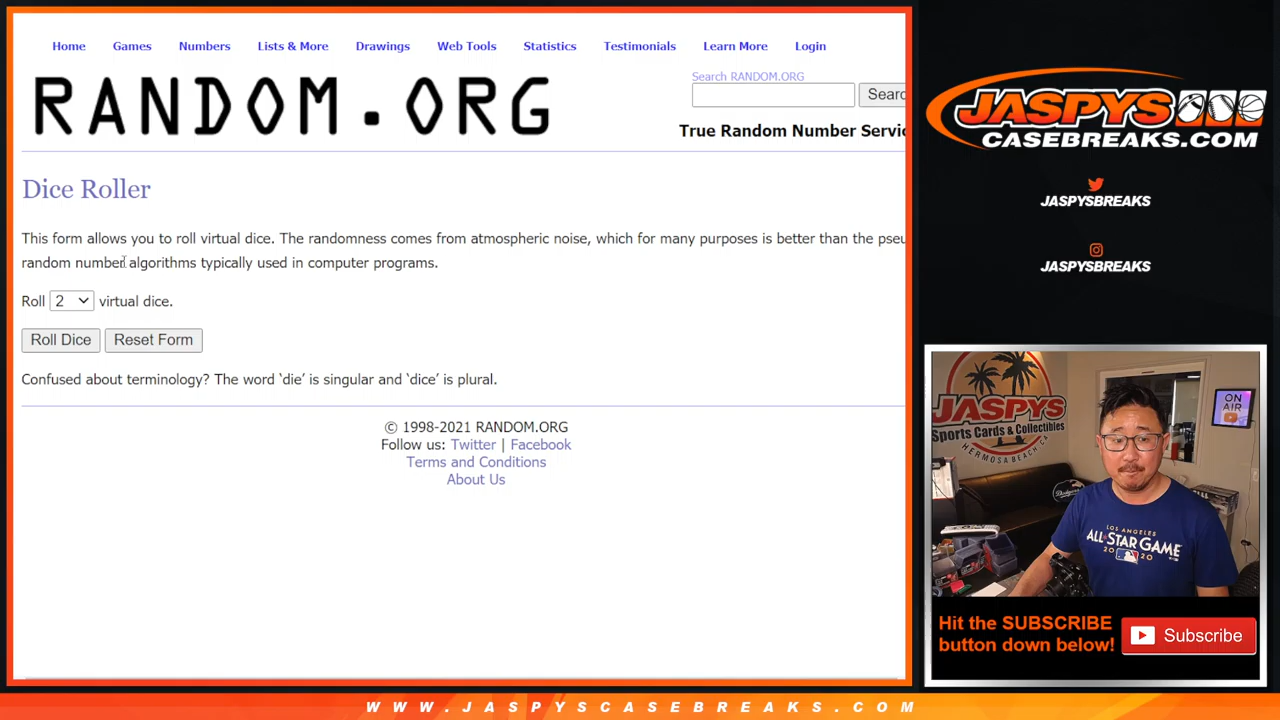 Home Games Numbers Lists & More Drawings Web Tools Statistics Testimonials Learn More Login
RANDOM.ORG
Search RANDOM.ORG
Searc
True Random Number Servic
Dice Roller
This form allows you to roll virtual dice. The randomness comes from atmospheric noise, which for many purposes is better than the pseu
random number algorithms typically used in computer programs.
Roll 2 virtual dice.
Roll Dice Reset Form
Confused about terminology? The word ‘die’ is singular and ‘dice’ is plural.
© 1998-2021 RANDOM.ORG
Follow us: Twitter | Facebook
Terms and Conditions
About Us
JASPYS
CASEBREAKS.COM
JASPYSBREAKS
JASPYSBREAKS
JASPYS
Sports Cards & Collectibles
HERMOSA BEACH, CA
ON
AIR
Dodgers
LOS ANGELES
ALL-STAR GAME
2020
Hit the SUBSCRIBE
button down below!
Subscribe
WWW.JASPYSCASEBREAKS.COM